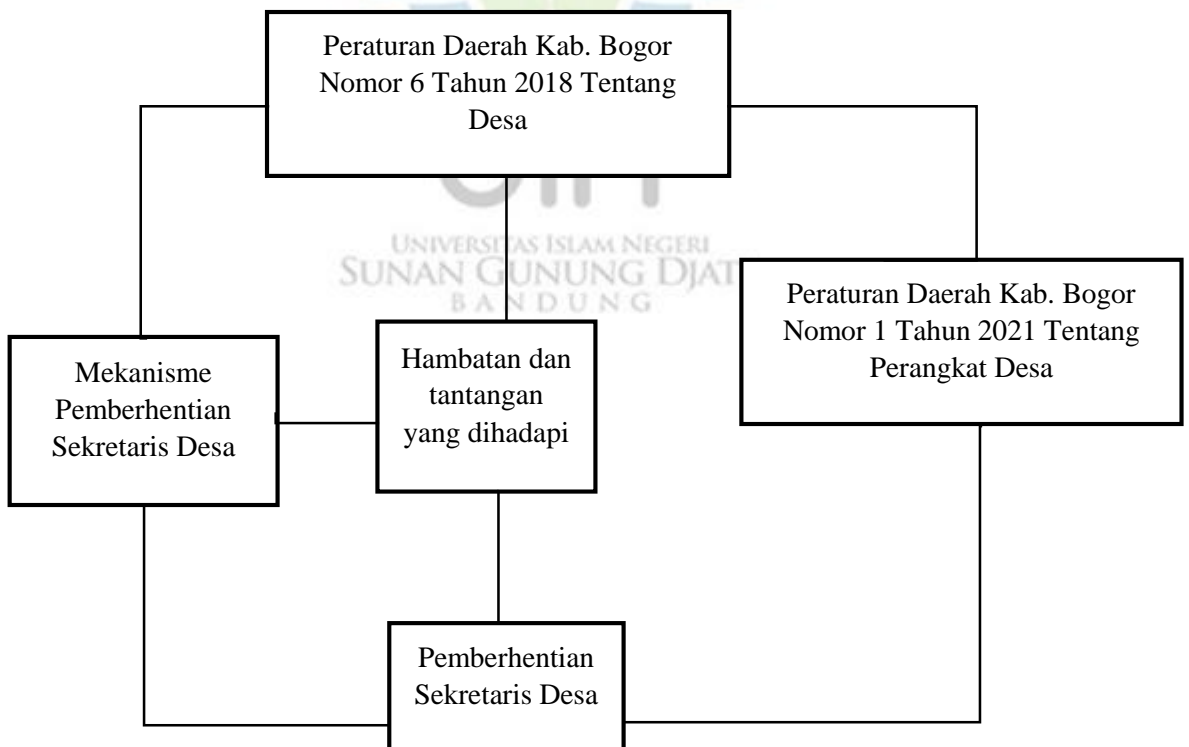 Peraturan Daerah Kab. Bogor
Nomor 6 Tahun 2018 Tentang
Desa
UNIVERSITAS ISLAM NEGERI
SUNAN GUNUNG DJAT
BANDUNG
Peraturan Daerah Kab. Bogor
Nomor 1 Tahun 2021 Tentang
Perangkat Desa
Mekanisme
Pemberhentian
Sekretaris Desa
Hambatan dan
tantangan
yang dihadapi
Pemberhentian
Sekretaris Desa